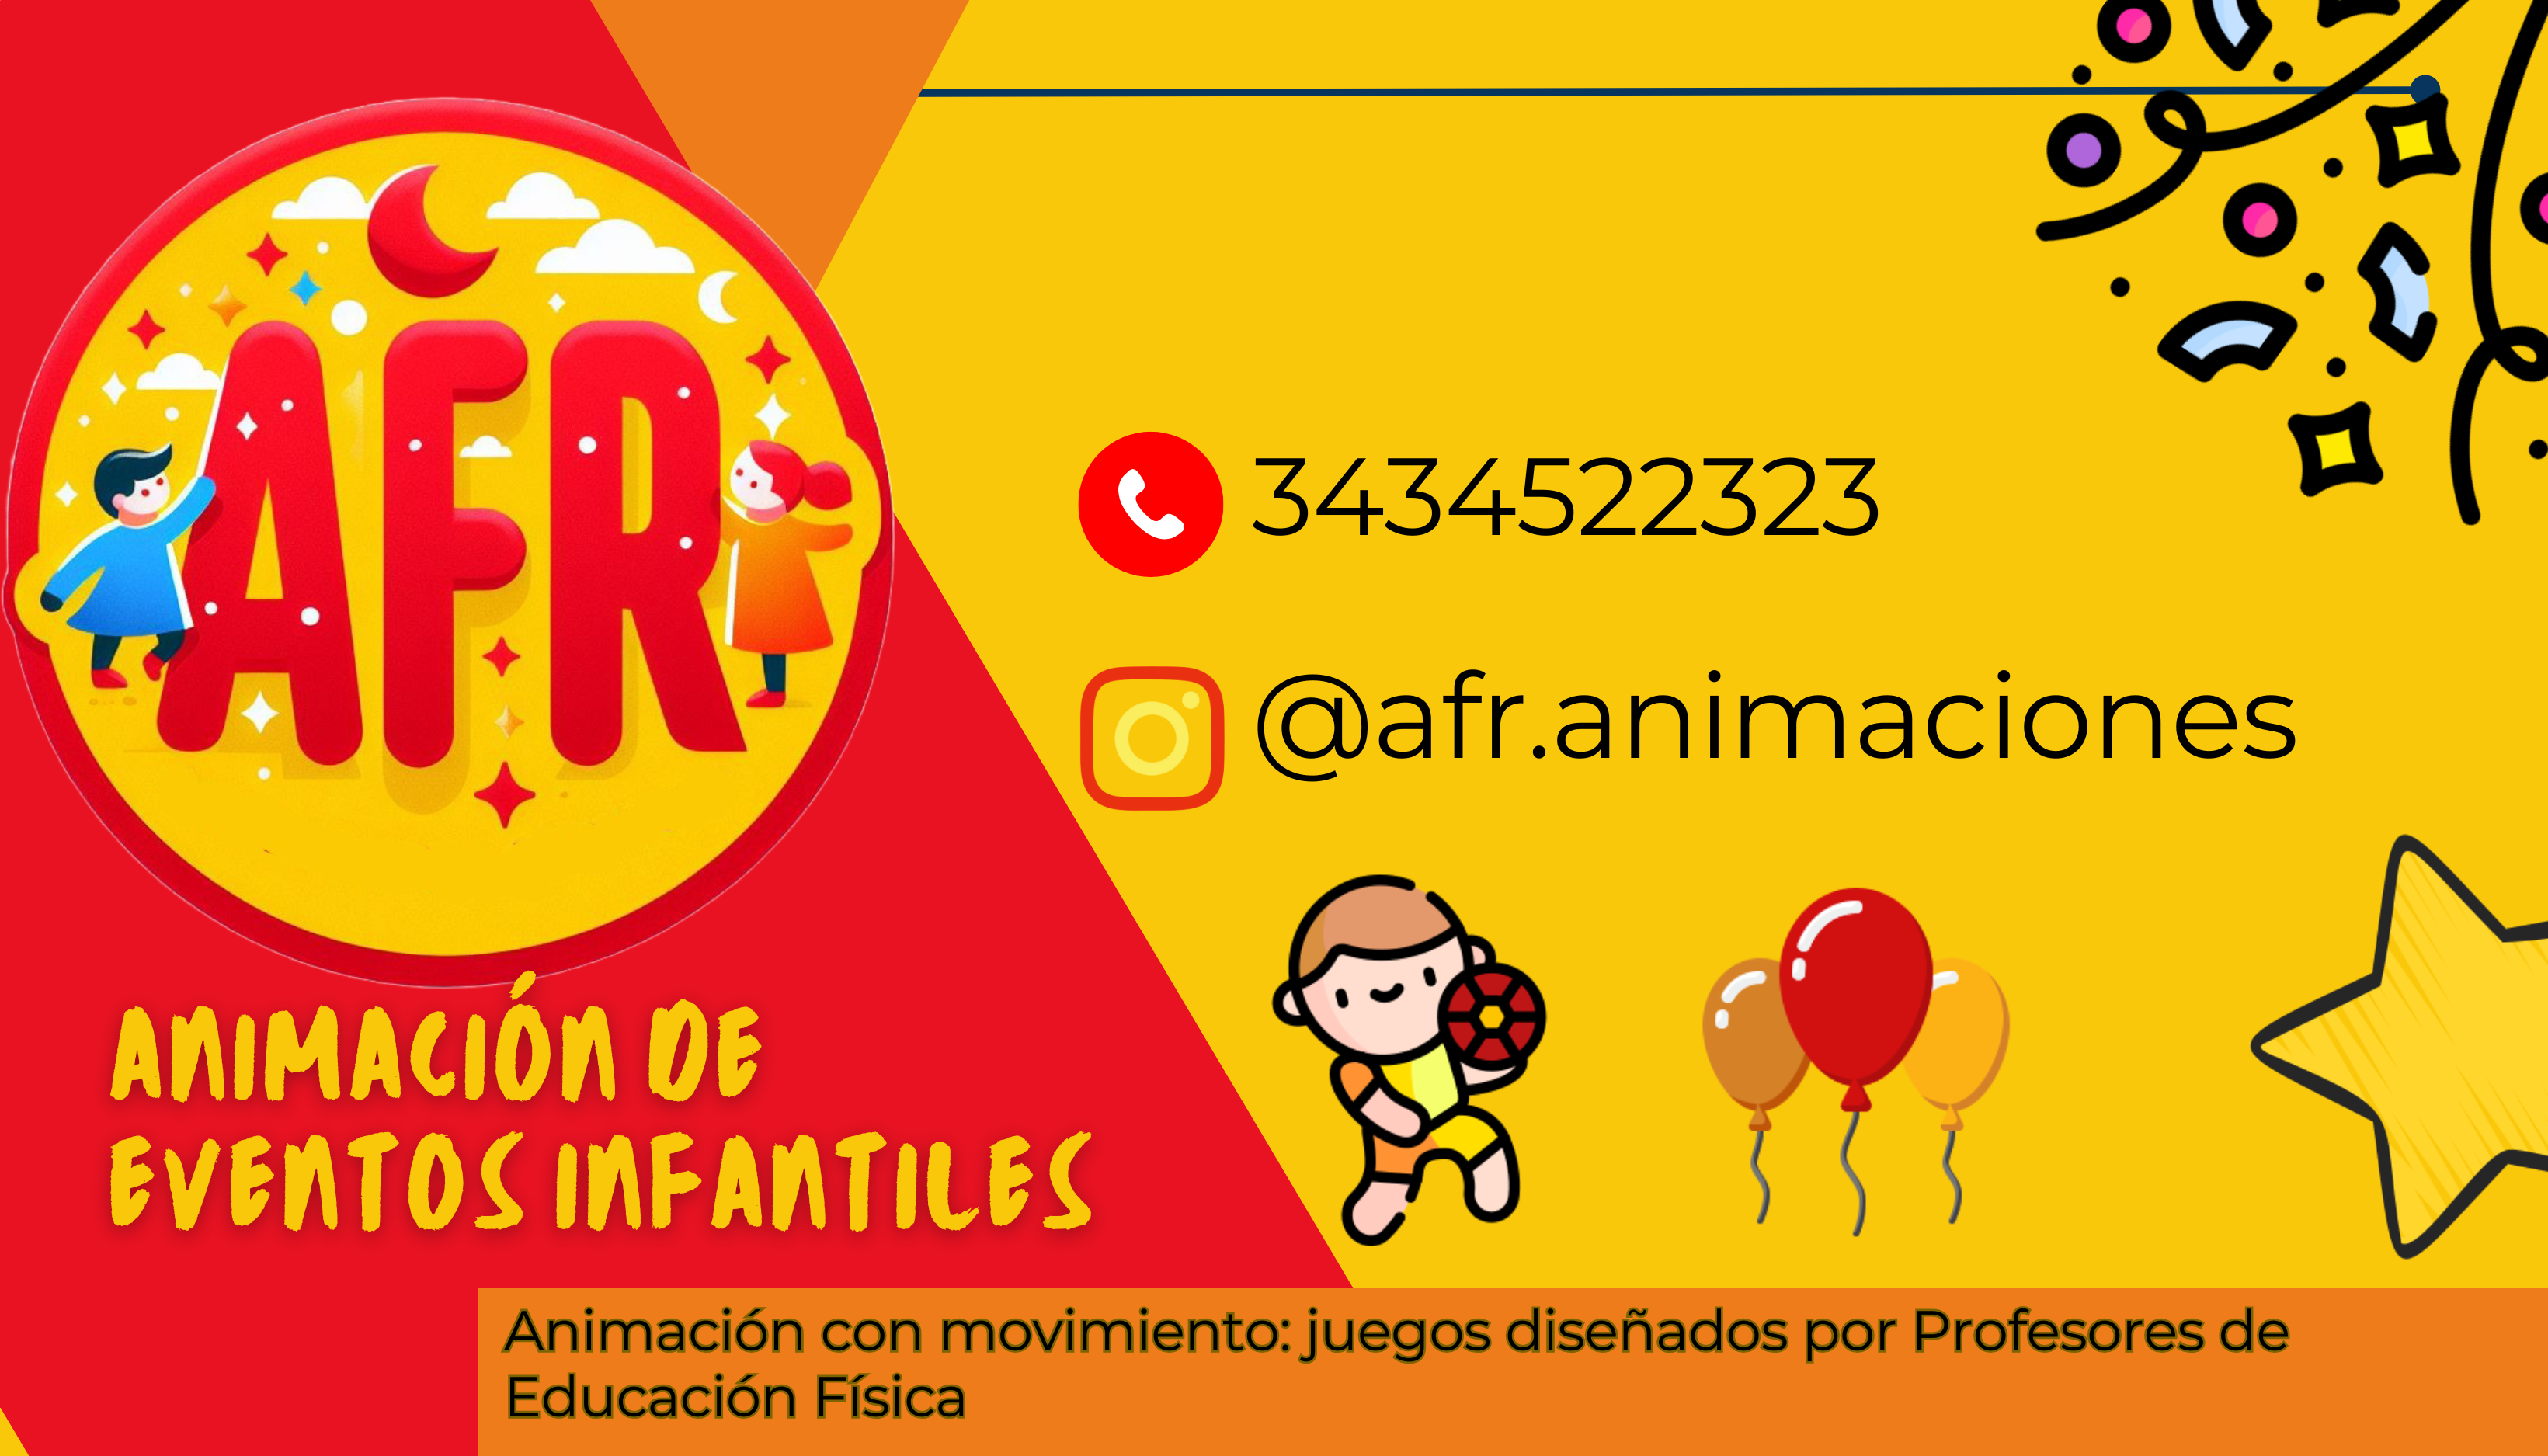 AFR
ANIMACIÓN DE
EVENTOS INFANTILES
3434522323
@afr.animaciones
Animación con movimiento: juegos diseñados por Profesores de
Educación Física